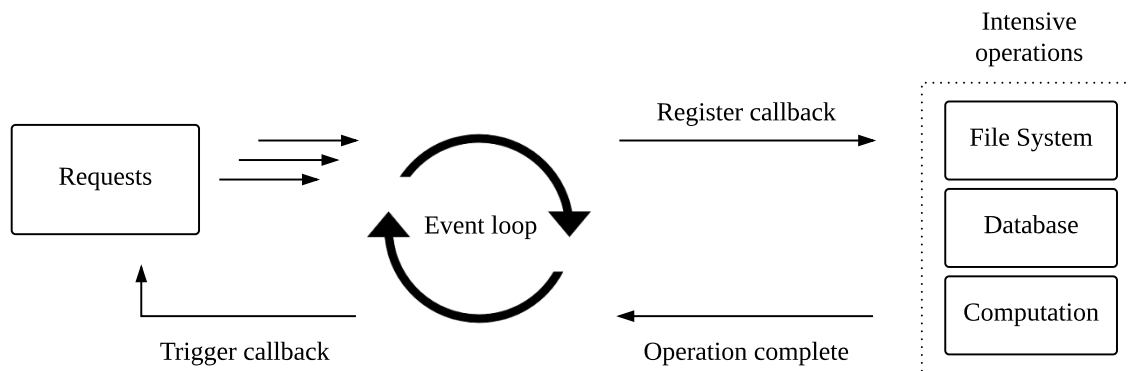 Intensive
operations
Register callback
File System
Requests
Event loop
Database
Computation
Trigger callback
Operation complete